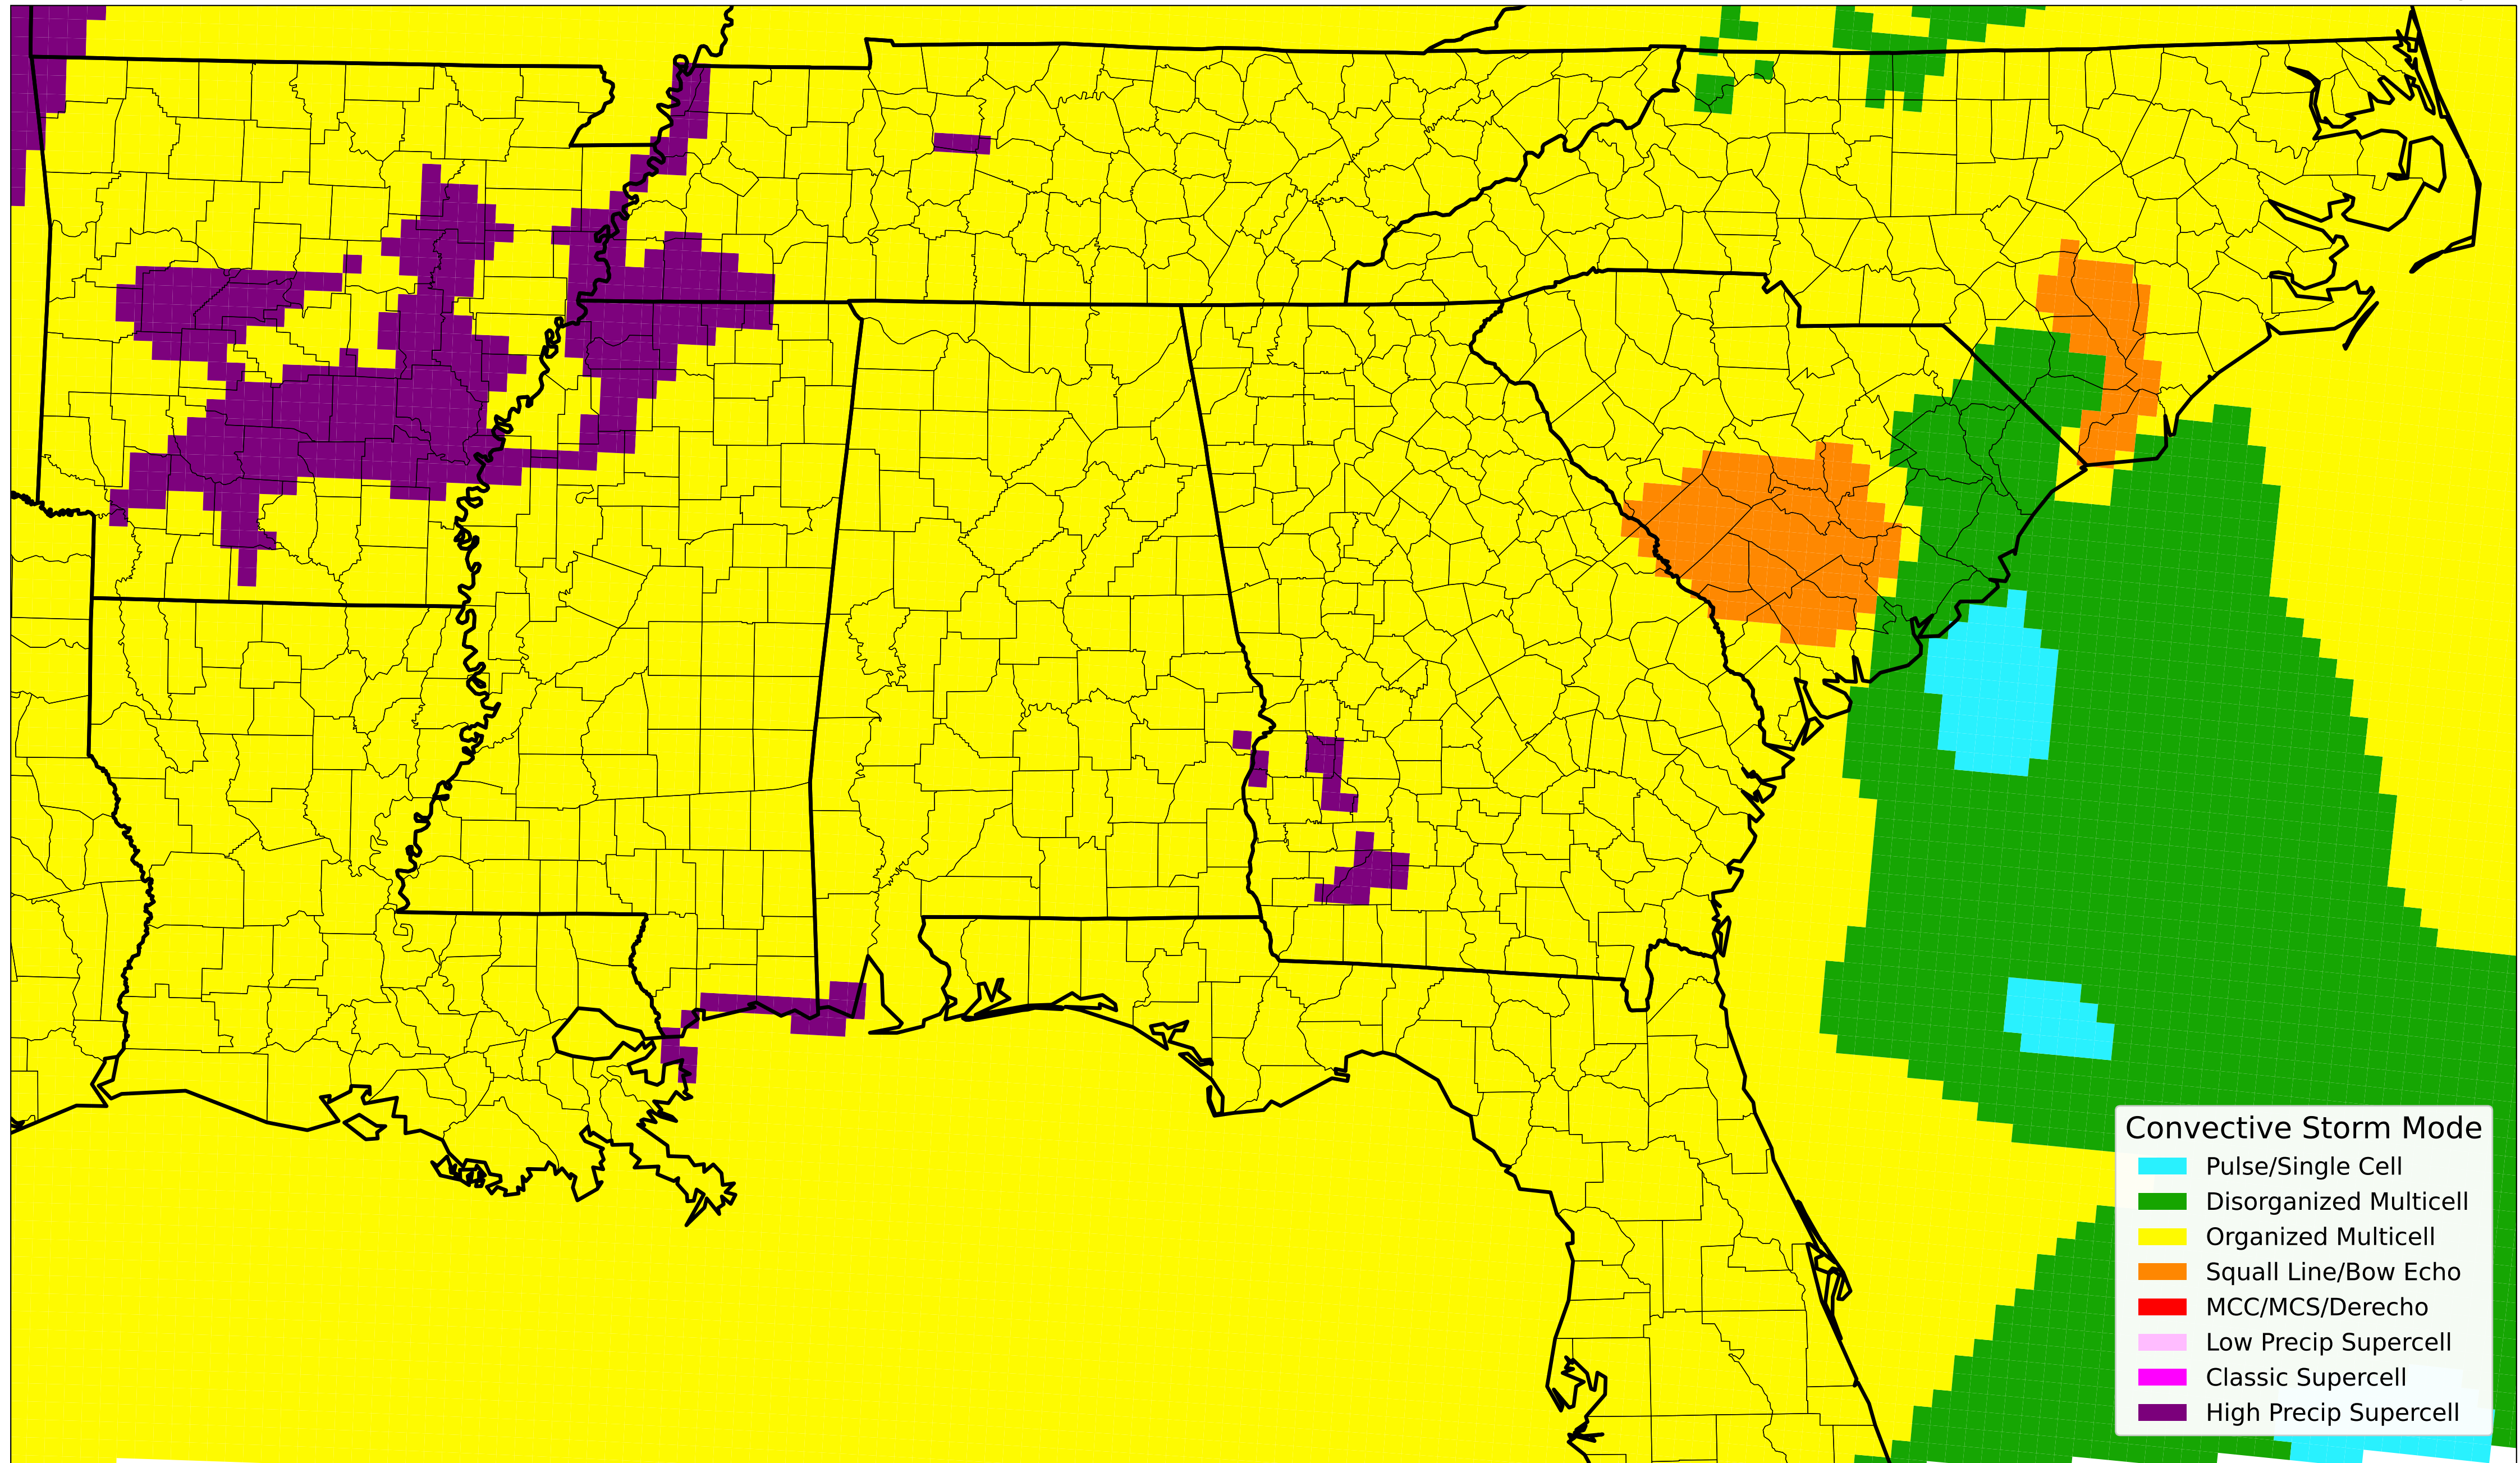 Convective Storm Mode
Pulse/Single Cell
Disorganized Multicell
Organized Multicell
Squall Line/Bow Echo
MCC/MCS/Derecho
Low Precip Supercell
Classic Supercell
High Precip Supercell